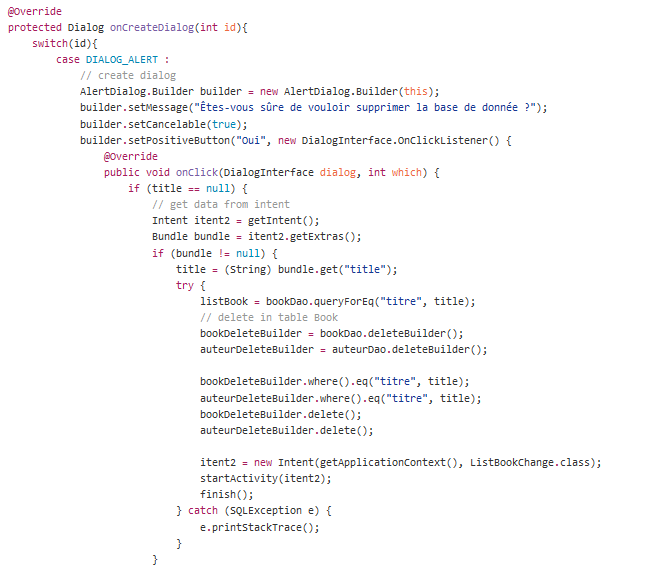 @Override
protected Dialog onCreateDialog(int id){
    switch(id){
        case DIALOG_ALERT :
            // create dialog
            AlertDialog.Builder builder = new AlertDialog.Builder(this);
            builder.setMessage("Êtes-vous sûre de vouloir supprimer la base de donnée ?");
            builder.setCancelable(true);
            builder.setPositiveButton("Oui", new DialogInterface.OnClickListener() {
                @Override
                public void onClick(DialogInterface dialog, int which) {
                    if (title == null) {
                        // get data from intent
                        Intent itent2 = getIntent();
                        Bundle bundle = itent2.getExtras();
                        if (bundle != null) {
                            title = (String) bundle.get("title");
                            try {
                                listBook = bookDao.queryForEq("titre", title);
                                // delete in table Book
                                bookDeleteBuilder = bookDao.deleteBuilder();
                                auteurDeleteBuilder = auteurDao.deleteBuilder();

                                bookDeleteBuilder.where().eq("titre", title);
                                auteurDeleteBuilder.where().eq("titre", title);
                                bookDeleteBuilder.delete();
                                auteurDeleteBuilder.delete();

                                itent2 = new Intent(getApplicationContext(), ListBookChange.class);
                                startActivity(itent2);
                                finish();
                            } catch (SQLException e) {
                                e.printStackTrace();
                            }
                        }